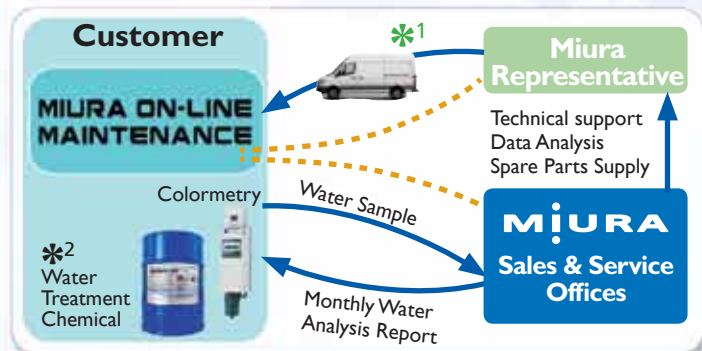 Customer
MIURA ON-LINE
MAINTENANCE
*1
Miura
Representative
Technical support
Data Analysis
Spare Parts Supply
Colormetry
Water Sample
*2
Water
Treatment
Chemical
Monthly Water
Analysis Report
MIURA
Sales & Service
Offices